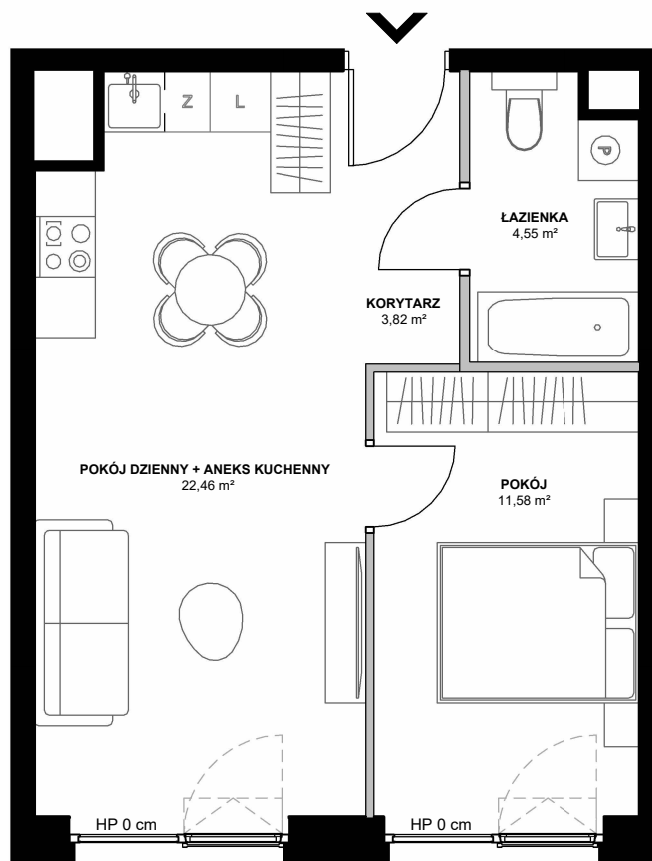 Z
L
P
ŁAZIENKA
4,55 m²
KORYTARZ
3,82 m²
POKÓJ DZIENNY + ANEKS KUCHENNY
22,46 m²
POKÓJ
11,58 m²
HP 0 cm
HP 0 cm